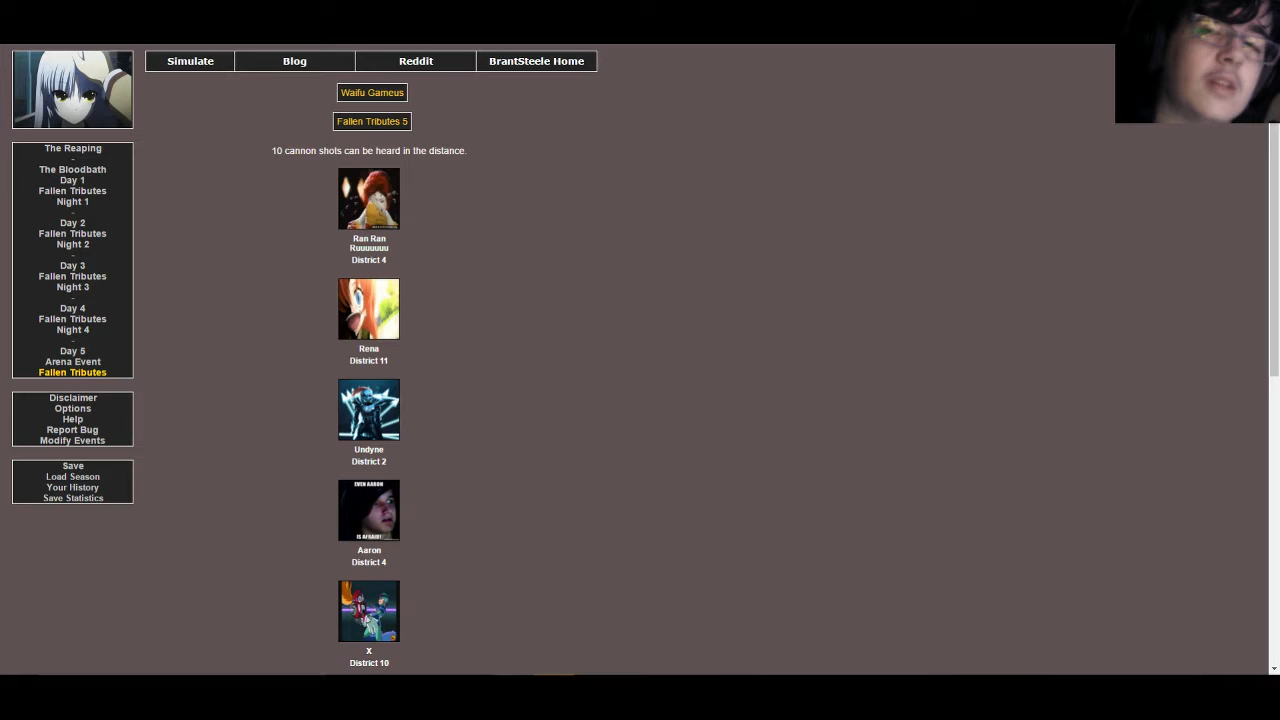 Simulate
Blog
Reddit
BrantSteele Home
Waifu Gameus
Fallen Tributes 5
10 cannon shots can be heard in the distance.
The Reaping
-
The Bloodbath
Day 1
Fallen Tributes
Night 1
-
Day 2
Fallen Tributes
Night 2
-
Day 3
Fallen Tributes
Night 3
-
Day 4
Fallen Tributes
Night 4
-
Day 5
Arena Event
Fallen Tributes
Disclaimer
Options
Help
Report Bug
Modify Events
Save
Load Season
Your History
Save Statistics
Ran Ran
Ruuuuuuu
District 4
Rena
District 11
Undyne
District 2
EVEN AARON
IS AFRAID!
Aaron
District 4
X
District 10